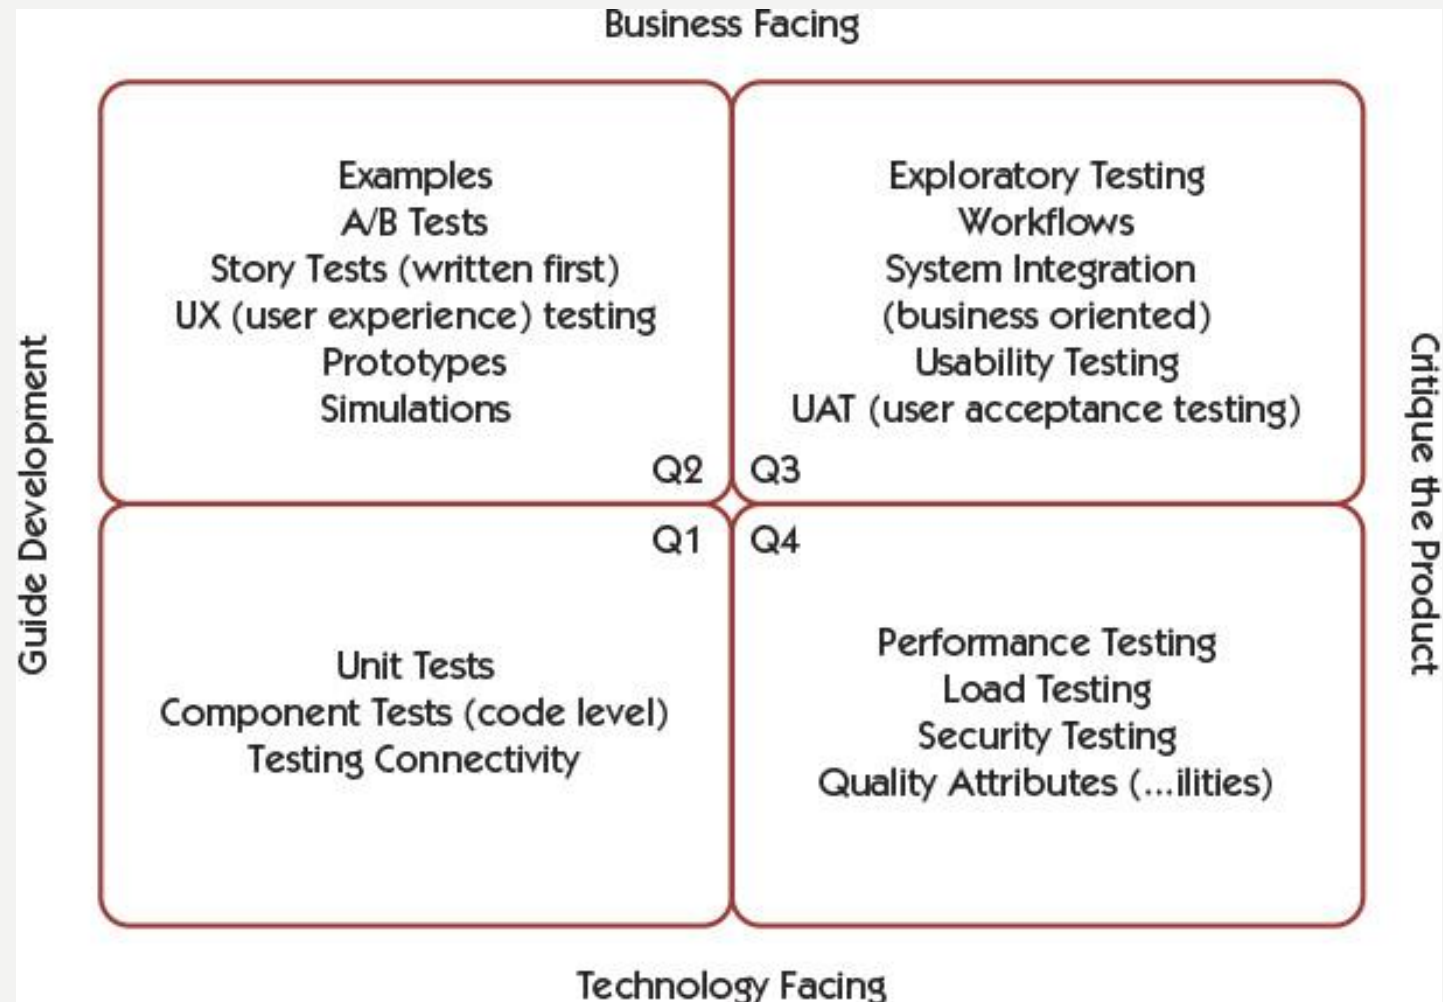 Business Facing
Guide Development
Examples
A/B Tests
Story Tests (written first)
UX (user experience) testing
Prototypes
Simulations
Q2
Exploratory Testing
Workflows
System Integration
(business oriented)
Usability Testing
UAT (user acceptance testing)
Q3
Critique the Product
Q1
Unit Tests
Component Tests (code level)
Testing Connectivity
Q4
Performance Testing
Load Testing
Security Testing
Quality Attributes (...ilities)
Technology Facing